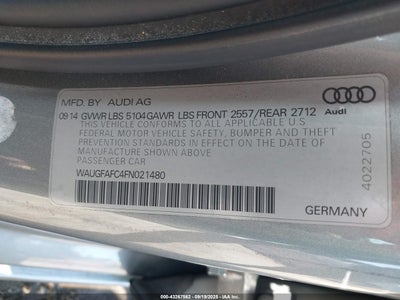 MFD. BY AUDI AG
09 14 GVWR LBS 5104 GAWR LBS FRONT 2557/REAR 2712
THIS VEHICLE CONFORMS TO ALL APPLICABLE U S
FEDERAL MOTOR VEHICLE SAFETY, BUMPER AND THEFT
PREVENTION STANDARDS IN EFFECT ON THE DATE OF
MANUFACTURE SHOWN ABOVE.
PASSENGER CAR
WAUGFAFC4FN021480
Audi
4022705
GERMANY
000-43267562 - 09/19/2025 - IAA